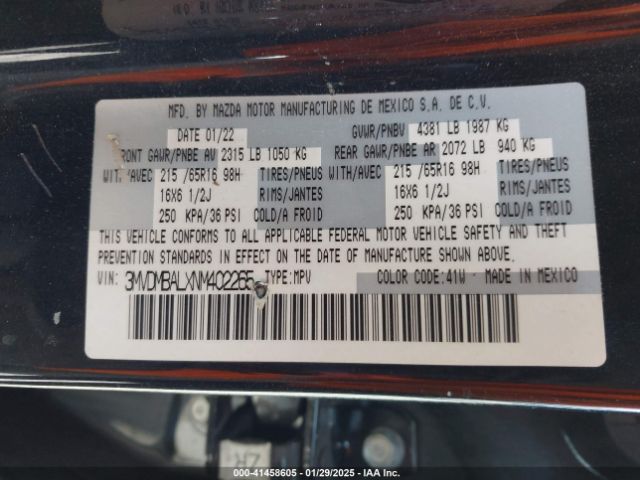 MFD. BY MAZDA MOTOR MANUFACTURING DE MEXICO S.A. DE C.V.
DATE 01/22 GVWR/PNBV 4381 LB 1987 KG
FRONT GAWR/PNBE AV 2315 LB 1050 KG REAR GAWR/PNBE AR 2072 LB 940 KG
WITH/AVEC 215 /65R16 98H TIRES/PNEUS WITH/AVEC 215 /65R16 98H TIRES/PNEUS
16X6 1/2J RIMS/JANTES 16X6 1/2J RIMS/JANTES
250 KPA/36 PSI COLD/A FROID 250 KPA/36 PSI COLD/A FROID
THIS VEHICLE CONFORMS TO ALL APPLICABLE FEDERAL MOTOR VEHICLE SAFETY AND THEFT
PREVENTION STANDARDS IN EFFECT ON THE DATE OF MANUFACTURE SHOWN ABOVE.
VIN: 3MVDMBALXNM402265 TYPE:MPV COLOR CODE:41W MADE IN MEXICO
ZR
000-41458605 - 01/29/2025 - IAA Inc.